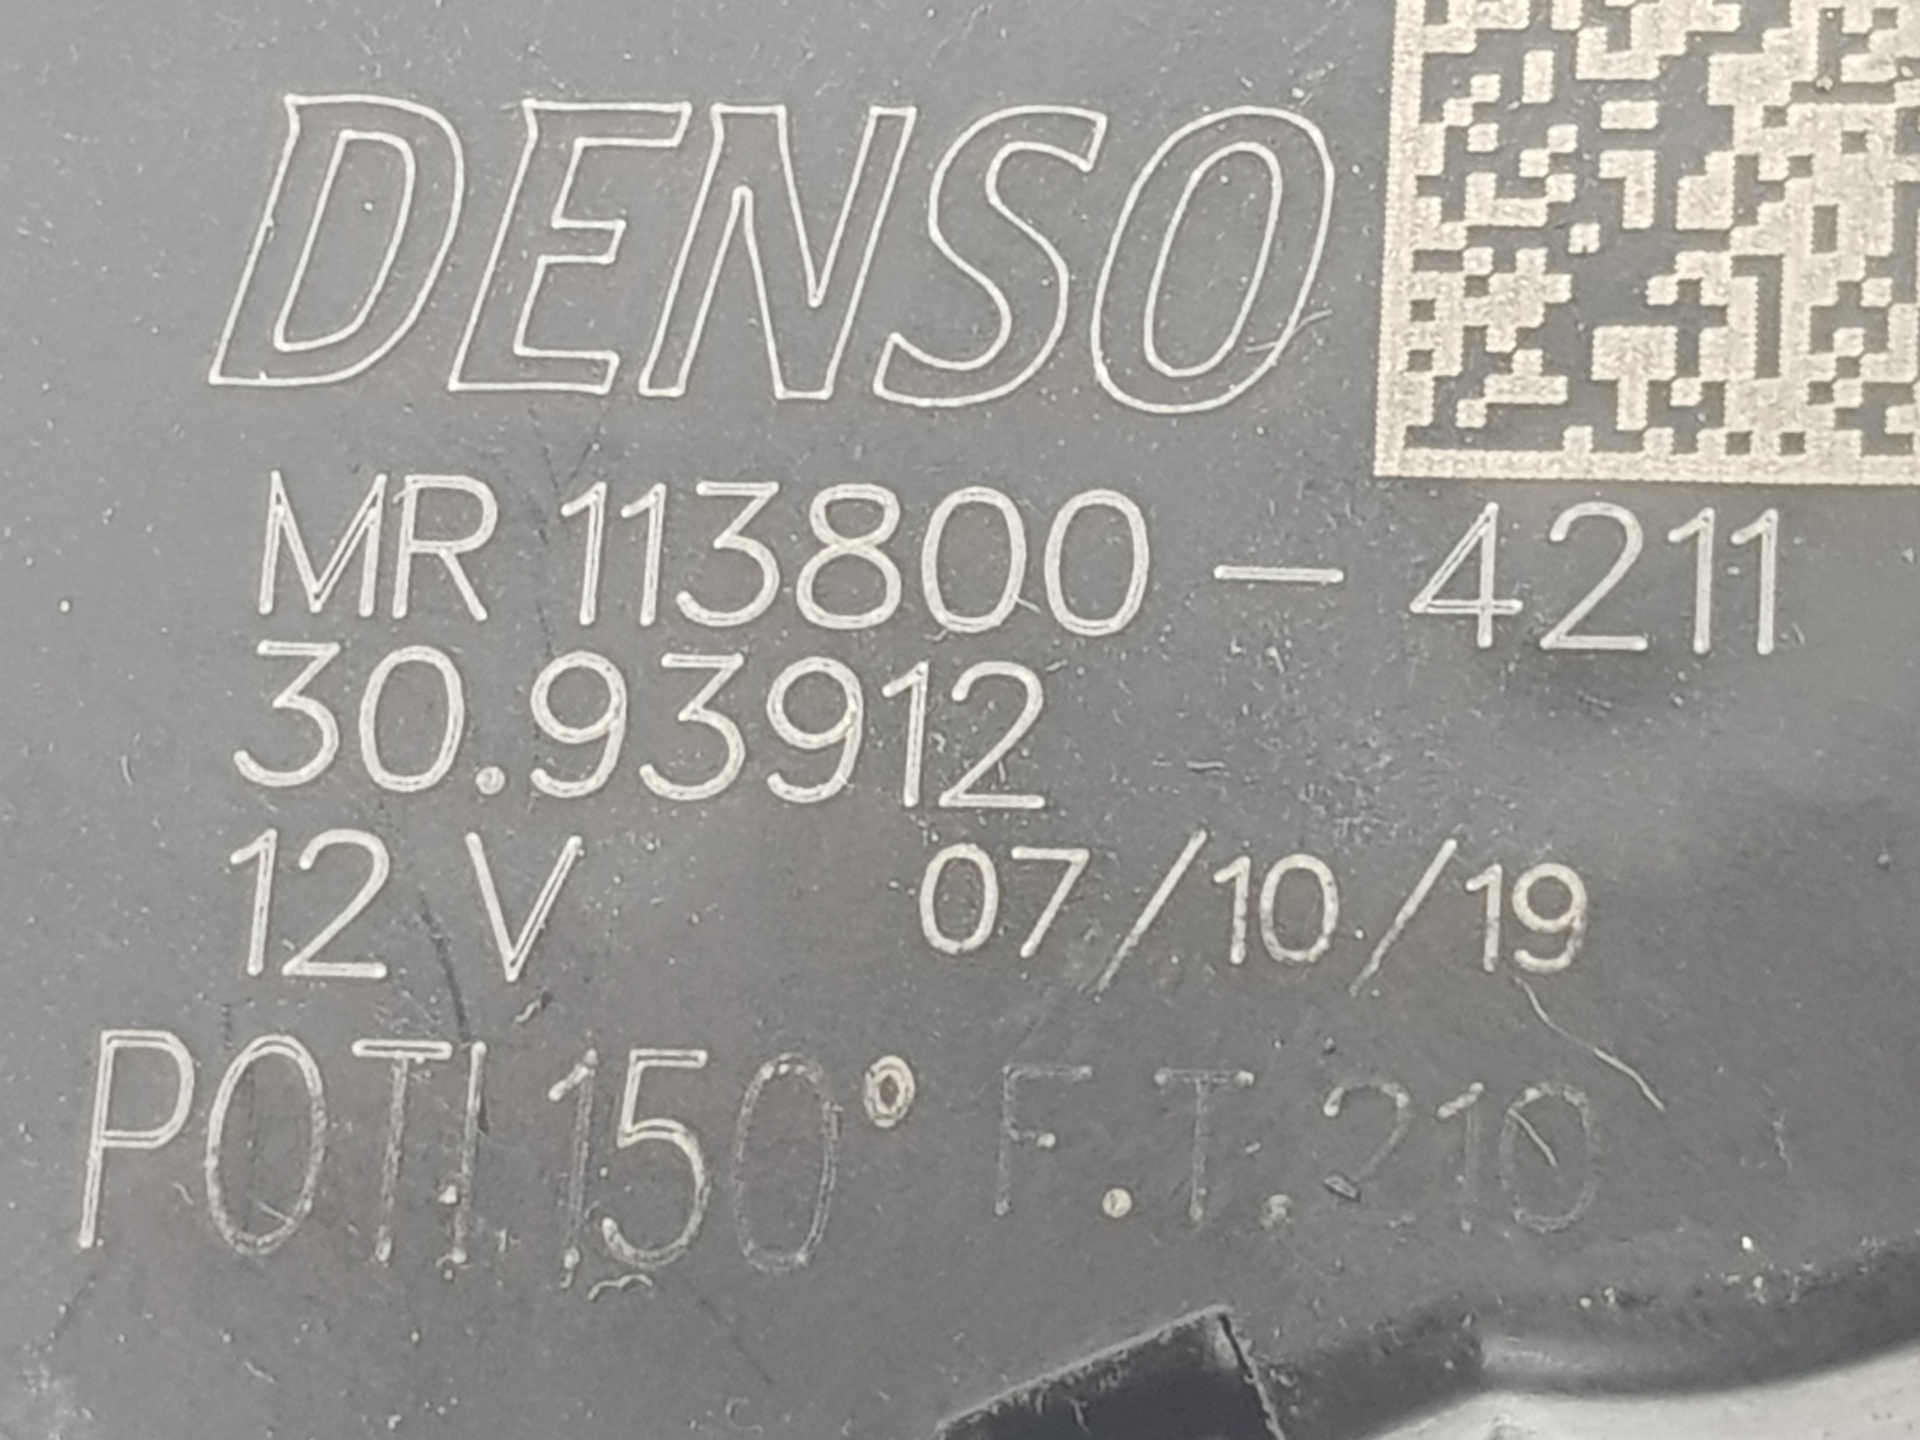 DENSO
MR 113800-4211
30.93912
12 V 07/10/19
POTI.150° F.T.210